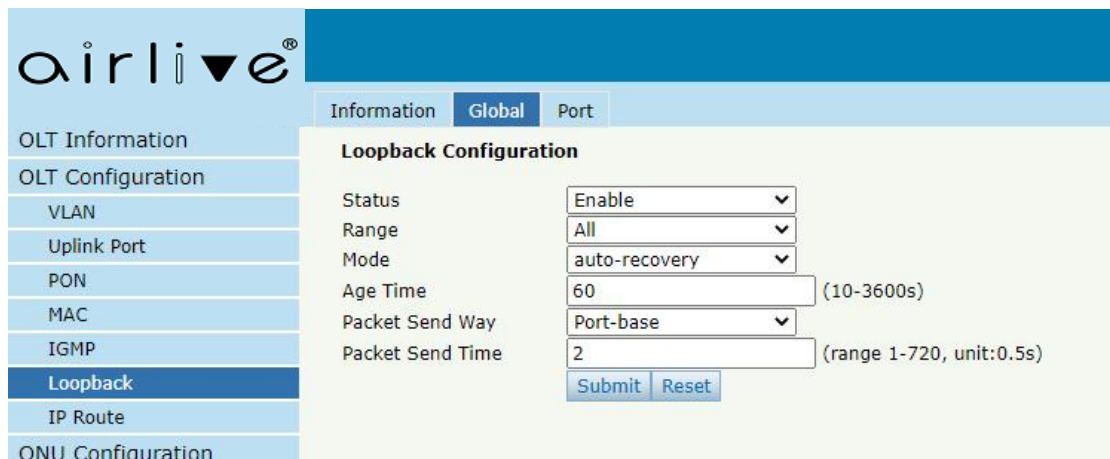 airlive®
Information Global Port
OLT Information
OLT Configuration
VLAN
Uplink Port
PON
MAC
IGMP
Loopback
IP Route
ONU Configuration
Loopback Configuration
Status Enable
Range All
Mode auto-recovery
Age Time 60 (10-3600s)
Packet Send Way Port-base
Packet Send Time 2 (range 1-720, unit:0.5s)
Submit Reset